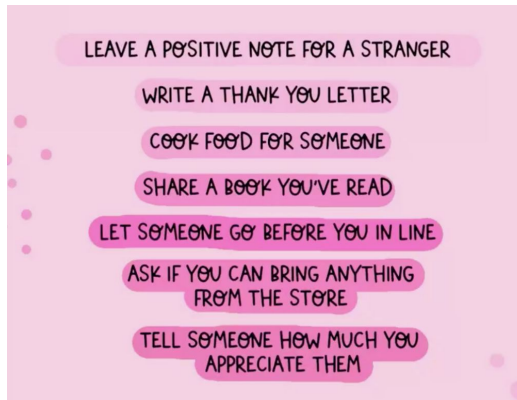 LEAVE A POSITIVE NOTE FOR A STRANGER
WRITE A THANK YOU LETTER
COOK FOOD FOR SOMEONE
SHARE A BOOK YOU'VE READ
LET SOMEONE GO BEFORE YOU IN LINE
ASK IF YOU CAN BRING ANYTHING
FROM THE STORE
TELL SOMEONE HOW MUCH YOU
APPRECIATE THEM